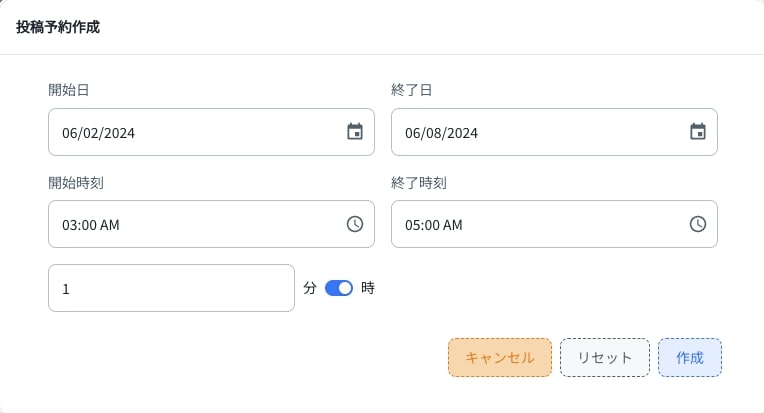 投稿予約作成
開始日 終了日
06/02/2024 06/08/2024
開始時刻 終了時刻
03:00 AM 05:00 AM
1 分 時
キャンセル リセット 作成